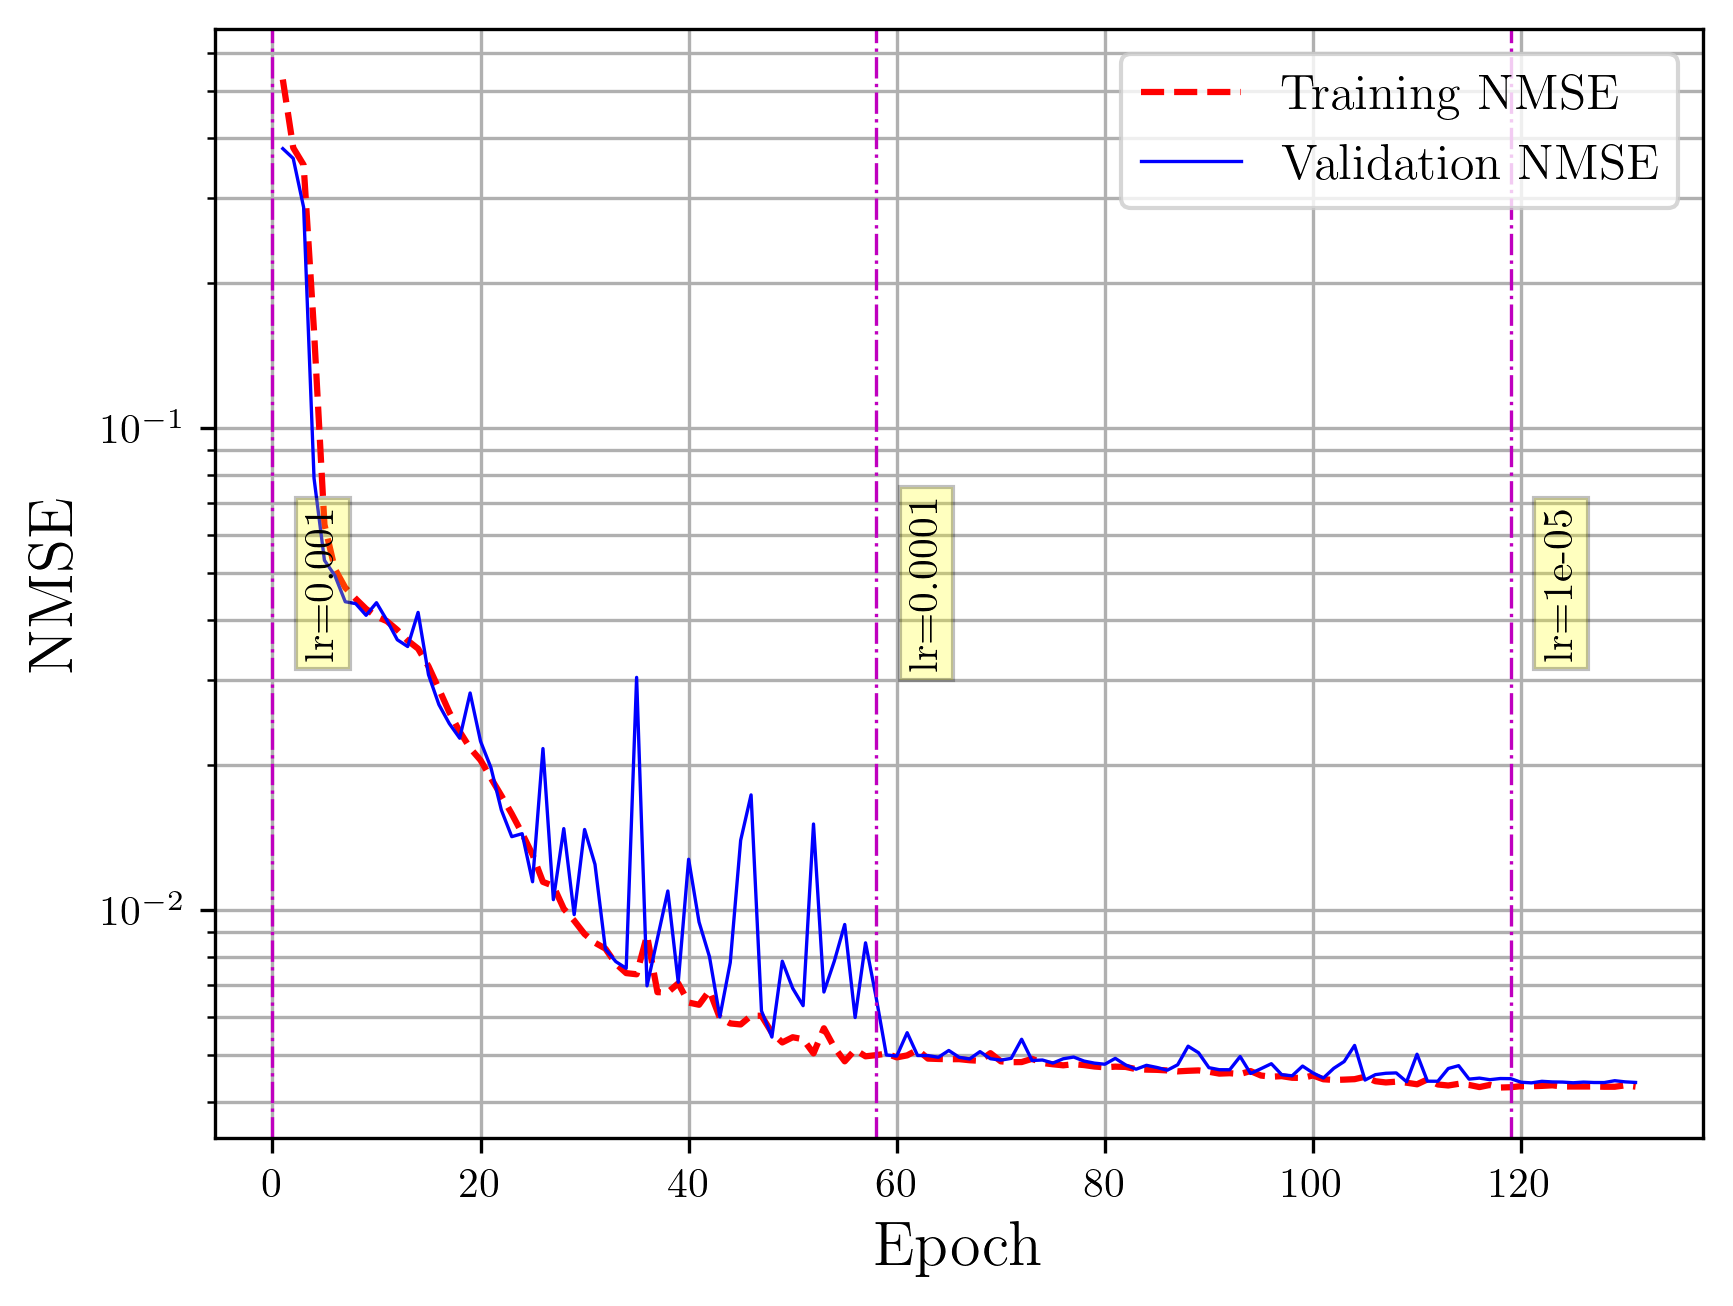 Training NMSE
Validation NMSE
NMSE
10⁻¹
10⁻²
lr=0.001
lr=0.0001
lr=1e-05
0 20 40 60 80 100 120
Epoch